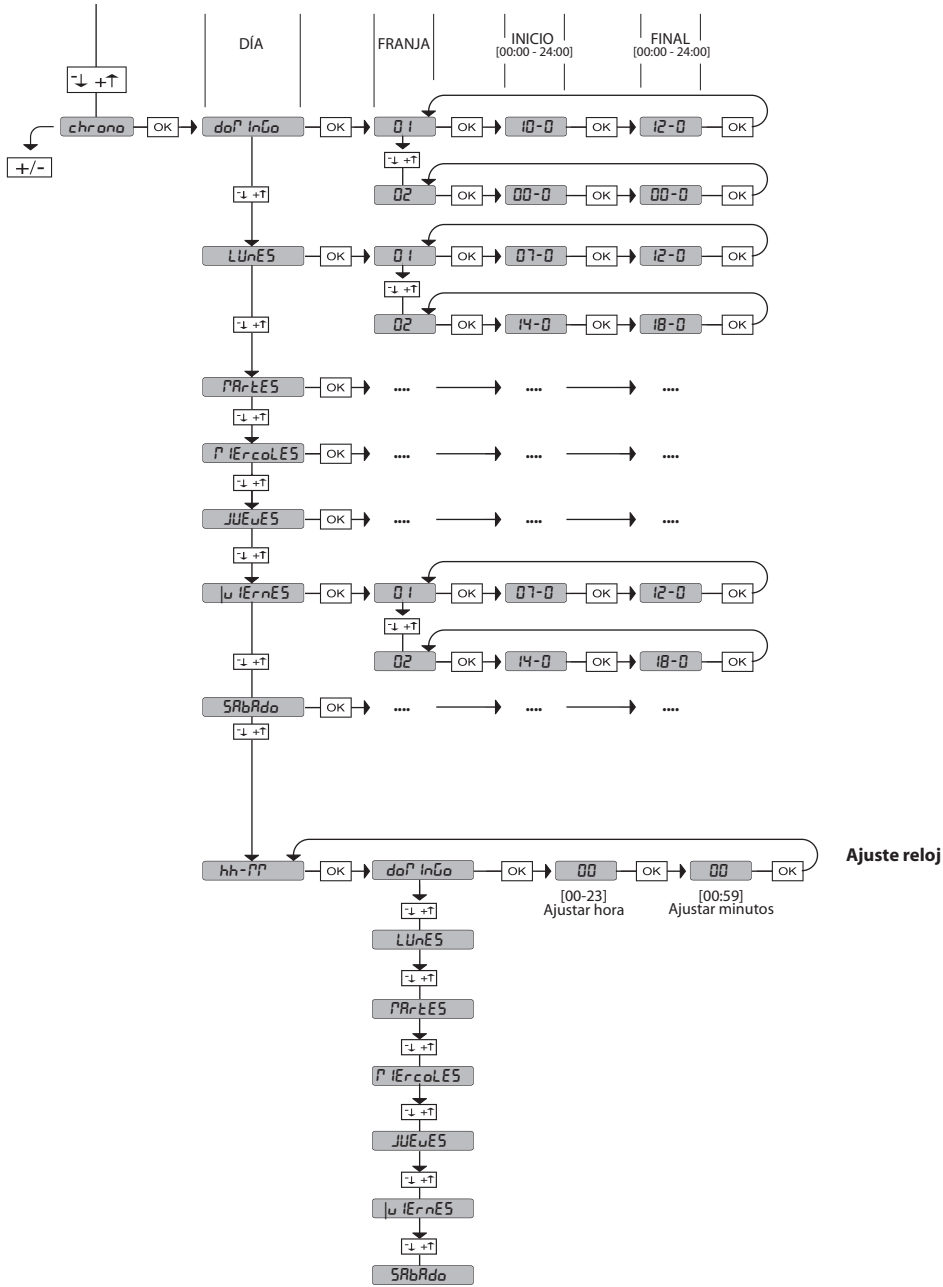 DÍA FRANJA INICIO FINAL
[00:00 - 24:00] [00:00 - 24:00]
-↓ +↑
chrono OK doMInGo OK 01 OK 10-0 OK 12-0 OK
+/-
-↓ +↑
-↓ +↑
02 OK 00-0 OK 00-0 OK
LUnES OK 01 OK 07-0 OK 12-0 OK
-↓ +↑
-↓ +↑
02 OK 14-0 OK 18-0 OK
MArtES OK .... .... ....
-↓ +↑
MIErcoLES OK .... .... ....
-↓ +↑
JUEvES OK .... .... ....
-↓ +↑
|vIErnES OK 01 OK 07-0 OK 12-0 OK
-↓ +↑
-↓ +↑
02 OK 14-0 OK 18-0 OK
SAbAdo OK .... .... ....
-↓ +↑
Ajuste reloj
hh-MM OK doMInGo OK 00 OK 00 OK
[00-23] [00:59]
Ajustar hora Ajustar minutos
-↓ +↑
LUnES
-↓ +↑
MArtES
-↓ +↑
MIErcoLES
-↓ +↑
JUEvES
-↓ +↑
|vIErnES
-↓ +↑
SAbAdo